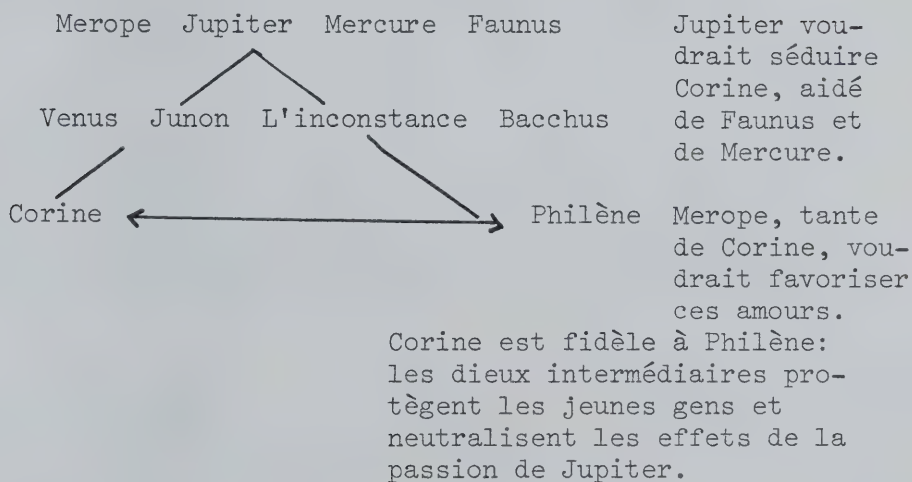 Merope Jupiter Mercure Faunus
Venus Junon L'inconstance Bacchus
Corine Philène
Jupiter vou-
drait séduire
Corine, aidé
de Faunus et
de Mercure.
Merope, tante
de Corine, vou-
drait favoriser
ces amours.
Corine est fidèle à Philène:
les dieux intermédiaires pro-
tègent les jeunes gens et
neutralisent les effets de la
passion de Jupiter.